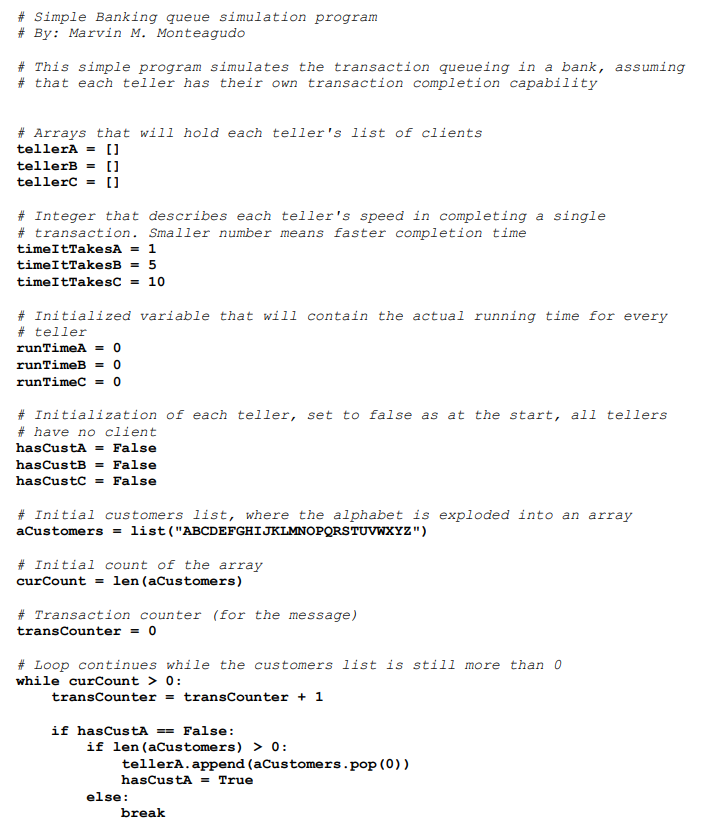 # Simple Banking queue simulation program
# By: Marvin M. Monteagudo
# This simple program simulates the transaction queueing in a bank, assuming
# that each teller has their own transaction completion capability
# Arrays that will hold each teller's list of clients
tellerA = []
tellerB = []
tellerC = []
# Integer that describes each teller's speed in completing a single
# transaction. Smaller number means faster completion time
timeItTakesA = 1
timeItTakesB = 5
timeItTakesC = 10
# Initialized variable that will contain the actual running time for every
# teller
runTimeA = 0
runTimeB = 0
runTimeC = 0
# Initialization of each teller, set to false as at the start, all tellers
# have no client
hasCustA = False
hasCustB = False
hasCustC = False
# Initial customers list, where the alphabet is exploded into an array
aCustomers = list("ABCDEFGHIJKLMNOPQRSTUVWXYZ")
# Initial count of the array
curCount = len(aCustomers)
# Transaction counter (for the message)
transCounter = 0
# Loop continues while the customers list is still more than 0
while curCount > 0:
    transCounter = transCounter + 1
    if hasCustA == False:
        if len(aCustomers) > 0:
            tellerA.append(aCustomers.pop(0))
            hasCustA = True
        else:
            break